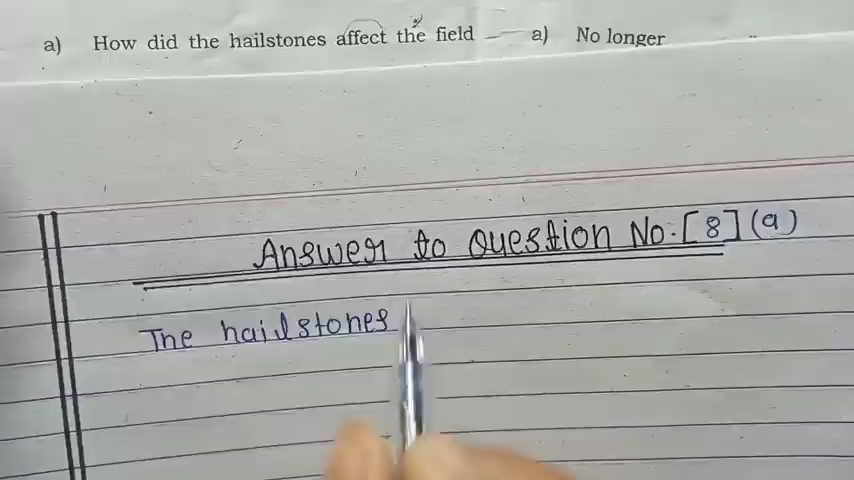 a) How did the hailstones affect the field — a) No longer
Answer to Question No:[8](a)
The hailstones